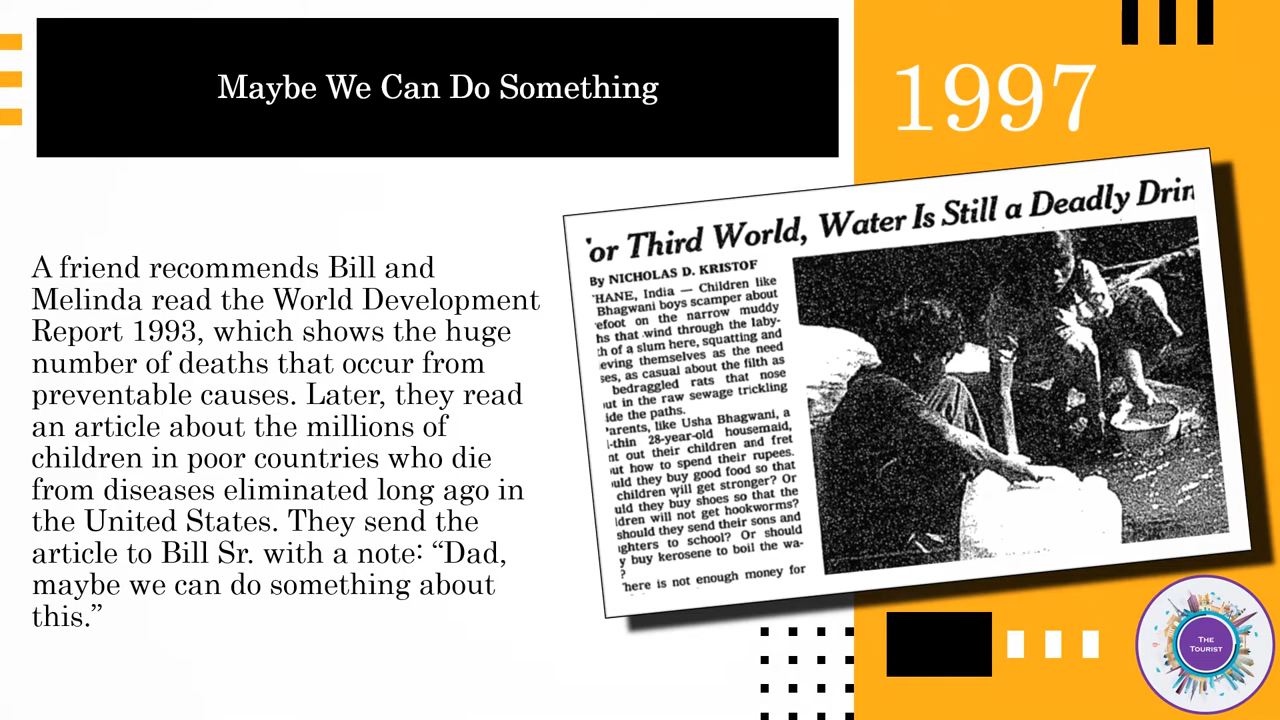 Maybe We Can Do Something
1997
A friend recommends Bill and
Melinda read the World Development
Report 1993, which shows the huge
number of deaths that occur from
preventable causes. Later, they read
an article about the millions of
children in poor countries who die
from diseases eliminated long ago in
the United States. They send the
article to Bill Sr. with a note: “Dad,
maybe we can do something about
this.”
or Third World, Water Is Still a Deadly Drin
By NICHOLAS D. KRISTOF
HANE, India — Children like
Bhagwani boys scamper about
efoot on the narrow muddy
hs that wind through the laby-
h of a slum here, squatting and
eving themselves as the need
ses, as casual about the filth as
bedraggled rats that nose
ut in the raw sewage trickling
ide the paths.
arents, like Usha Bhagwani, a
-thin 28-year-old housemaid,
nt out their children and fret
ut how to spend their rupees.
uld they buy good food so that
children will get stronger? Or
uld they buy shoes so that the
ldren will not get hookworms?
should they send their sons and
ghters to school? Or should
y buy kerosene to boil the wa-
?
here is not enough money for
THE
TOURIST